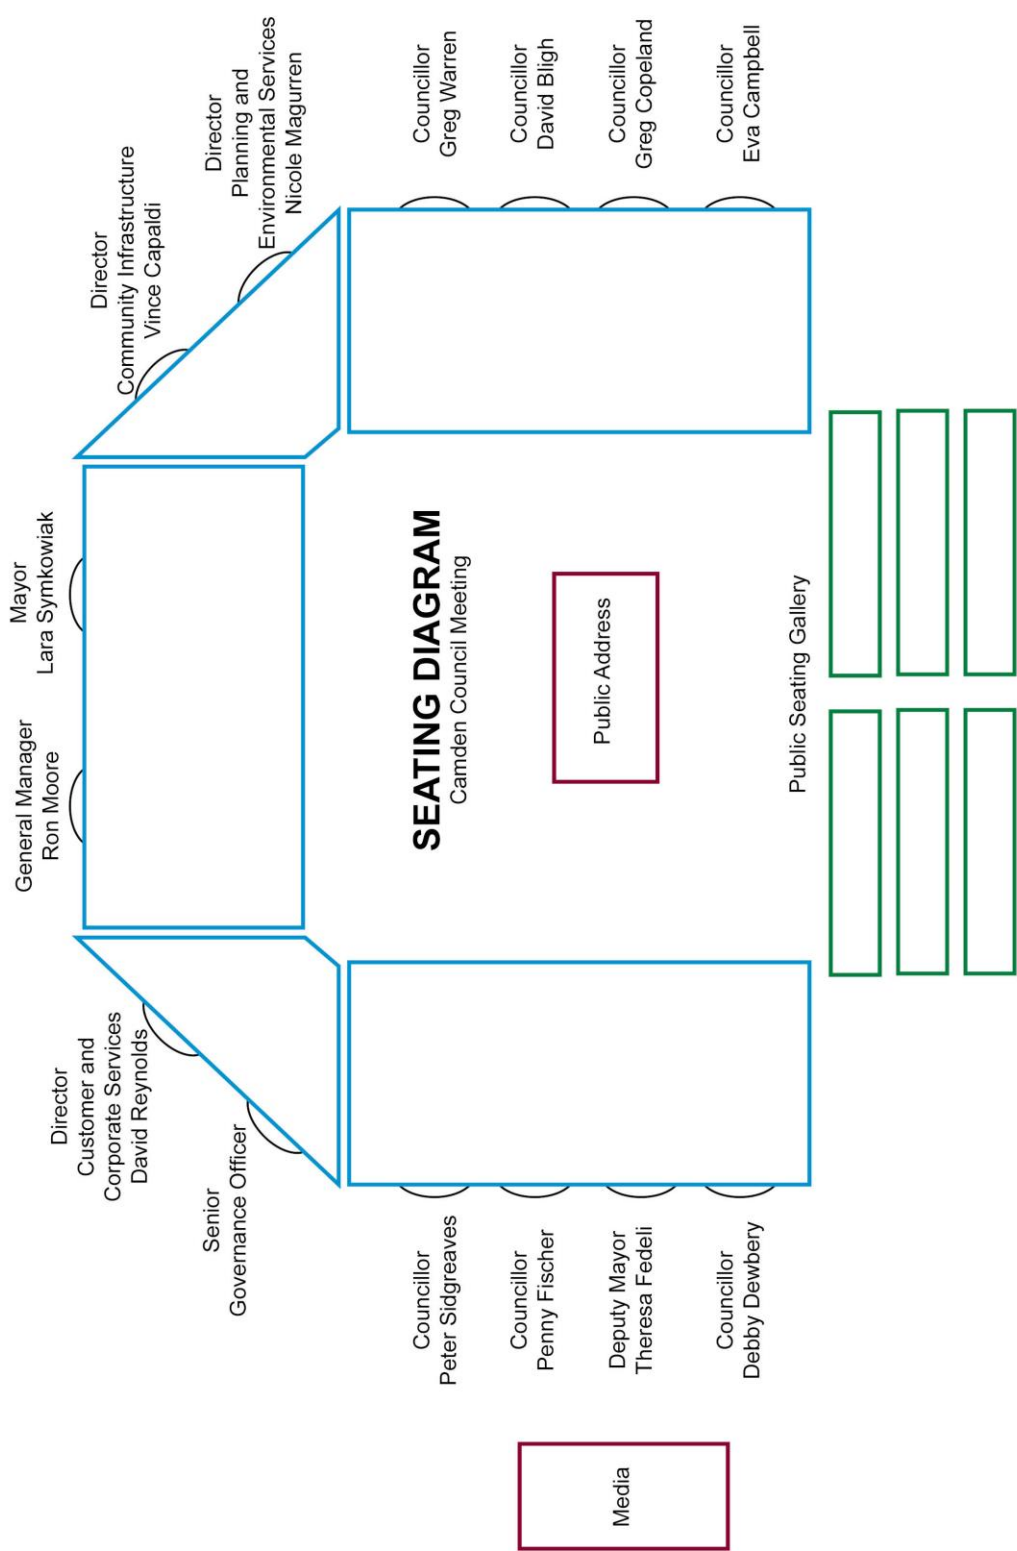 Director
Customer and
Corporate Services
David Reynolds
General Manager
Ron Moore
Mayor
Lara Symkowiak
Director
Community Infrastructure
Vince Capaldi
Senior
Governance Officer
Director
Planning and
Environmental Services
Nicole Magurren
SEATING DIAGRAM
Camden Council Meeting
Councillor
Peter Sidgreaves
Councillor
Greg Warren
Councillor
Penny Fischer
Councillor
David Bligh
Media
Deputy Mayor
Theresa Fedeli
Public Address
Councillor
Greg Copeland
Councillor
Debby Dewbery
Councillor
Eva Campbell
Public Seating Gallery